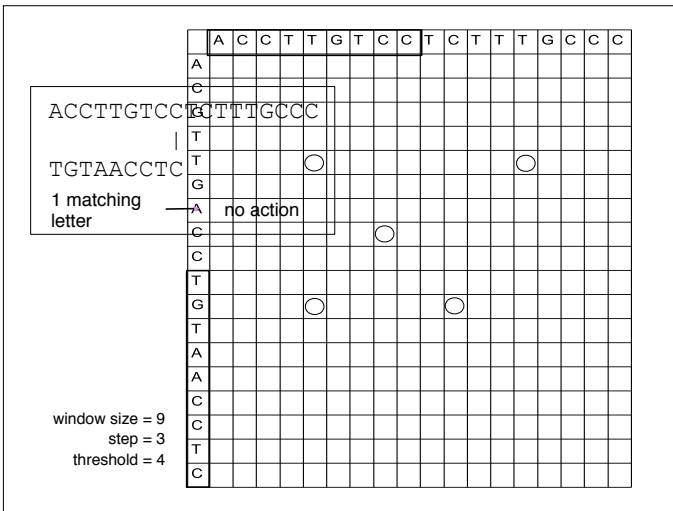 A C C T T G T C C T C T T T G C C C
A
C
G
T
T
G
A
C
C
T
G
T
A
A
C
C
T
C
ACCTTGTCCTCTTTGCCC
|
TGTAACCTC
1 matching
letter
no action
window size = 9
step = 3
threshold = 4